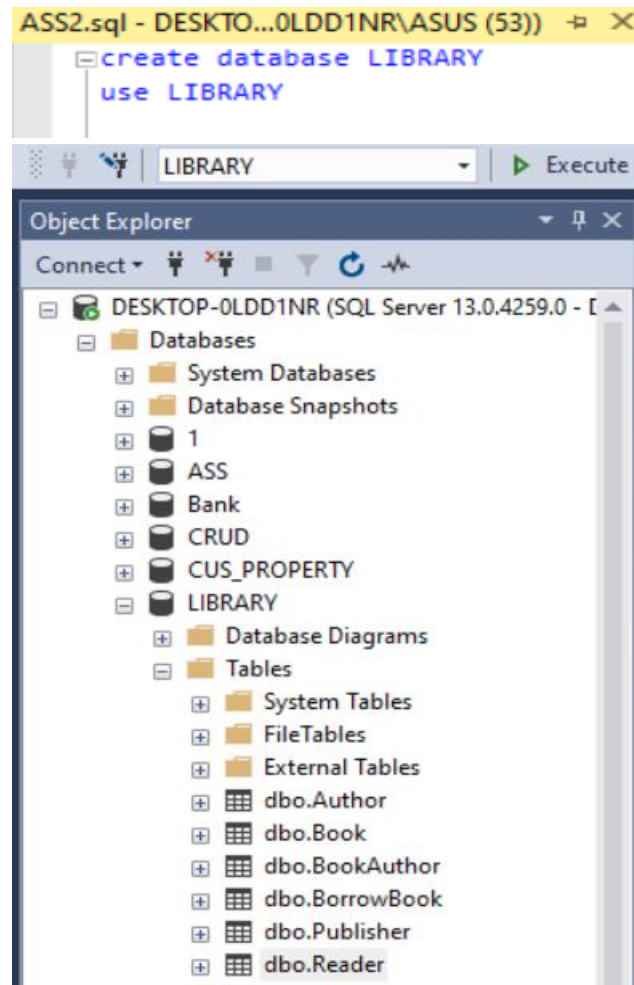 ASS2.sql - DESKTO...0LDD1NR\ASUS (53))
create database LIBRARY
use LIBRARY
LIBRARY Execute
Object Explorer
Connect
DESKTOP-0LDD1NR (SQL Server 13.0.4259.0 - D
Databases
System Databases
Database Snapshots
1
ASS
Bank
CRUD
CUS_PROPERTY
LIBRARY
Database Diagrams
Tables
System Tables
FileTables
External Tables
dbo.Author
dbo.Book
dbo.BookAuthor
dbo.BorrowBook
dbo.Publisher
dbo.Reader